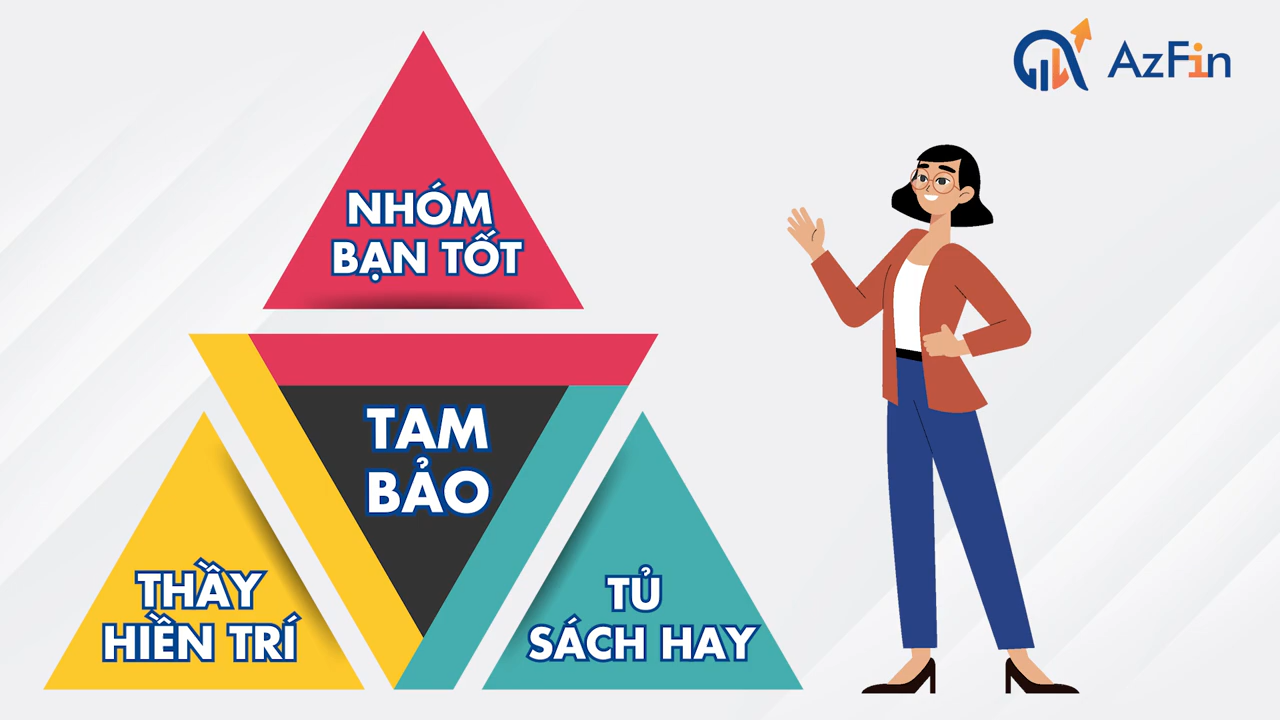 AzFin
NHÓM
BẠN TỐT
TAM
BẢO
THẦY
HIỀN TRÍ
TỦ
SÁCH HAY